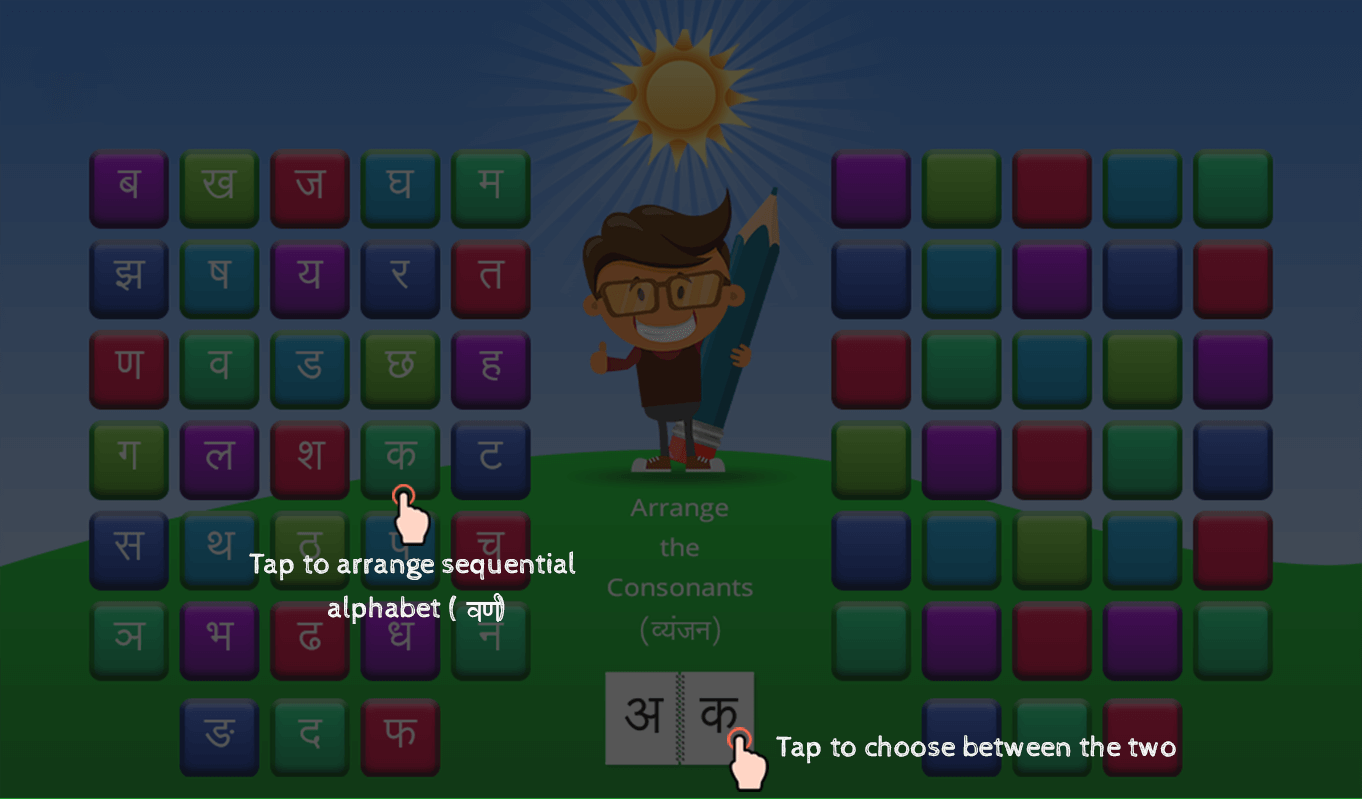 ब ख ज घ म
झ ष य र त
ण व ड छ ह
ग ल श क ट
स थ ठ प च
ञ भ ढ ध न
ङ द फ
Tap to arrange sequential
alphabet ( वर्ण)
Arrange
the
Consonants
(व्यंजन)
अ क
Tap to choose between the two